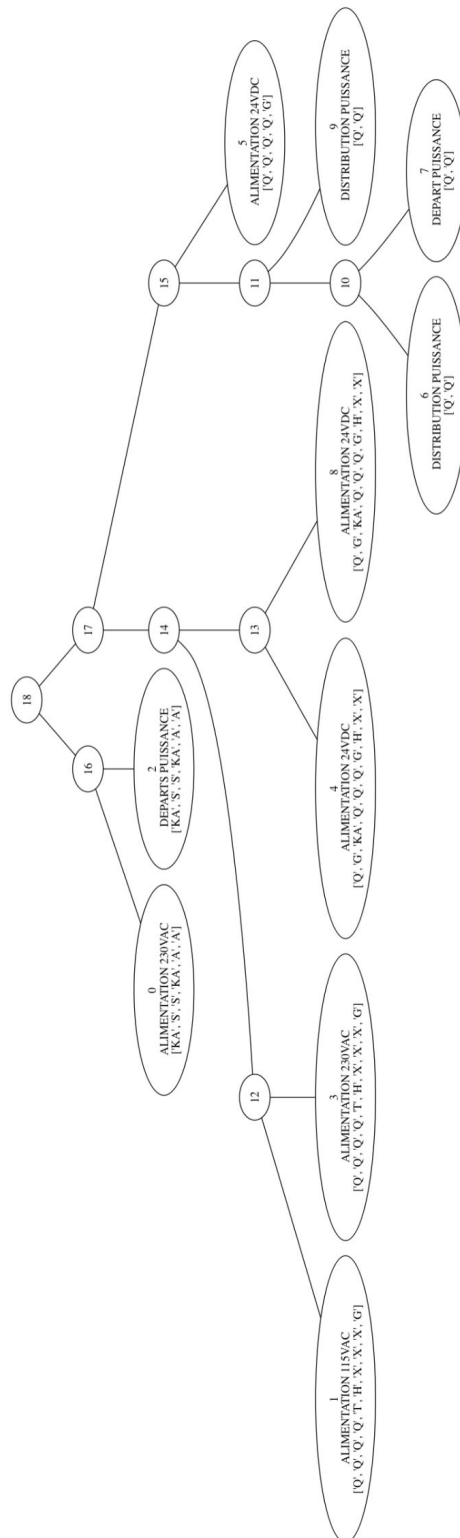 18
16
17
0
ALIMENTATION 230VAC
['KA', 'S', 'S', 'KA', 'A', 'A']
2
DEPARTS PUISSANCE
['KA', 'S', 'S', 'KA', 'A', 'A']
14
15
12
13
11
5
ALIMENTATION 24VDC
['Q', 'Q', 'Q', 'Q', 'G']
1
ALIMENTATION 115VAC
['Q', 'Q', 'Q', 'Q', 'T', 'H', 'X', 'X', 'X', 'G']
3
ALIMENTATION 230VAC
['Q', 'Q', 'Q', 'Q', 'T', 'H', 'X', 'X', 'X', 'G']
4
ALIMENTATION 24VDC
['Q', 'G', 'KA', 'Q', 'Q', 'Q', 'G', 'H', 'X', 'X']
8
ALIMENTATION 24VDC
['Q', 'G', 'KA', 'Q', 'Q', 'Q', 'G', 'H', 'X', 'X']
10
9
DISTRIBUTION PUISSANCE
['Q', 'Q']
6
DISTRIBUTION PUISSANCE
['Q', 'Q']
7
DEPART PUISSANCE
['Q', 'Q']